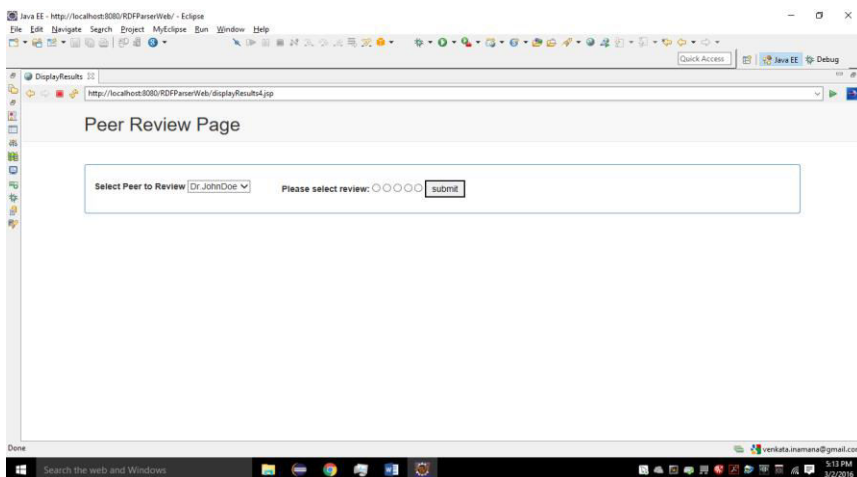 Java EE - http://localhost:8080/RDFParserWeb/ - Eclipse
File Edit Navigate Search Project MyEclipse Run Window Help
Quick Access Java EE Debug
DisplayResults
http://localhost:8080/RDFParserWeb/displayResults4.jsp
Peer Review Page
Select Peer to Review Dr.JohnDoe Please select review: submit
Done venkata.inamana@gmail.com
Search the web and Windows 5:13 PM
3/2/2016